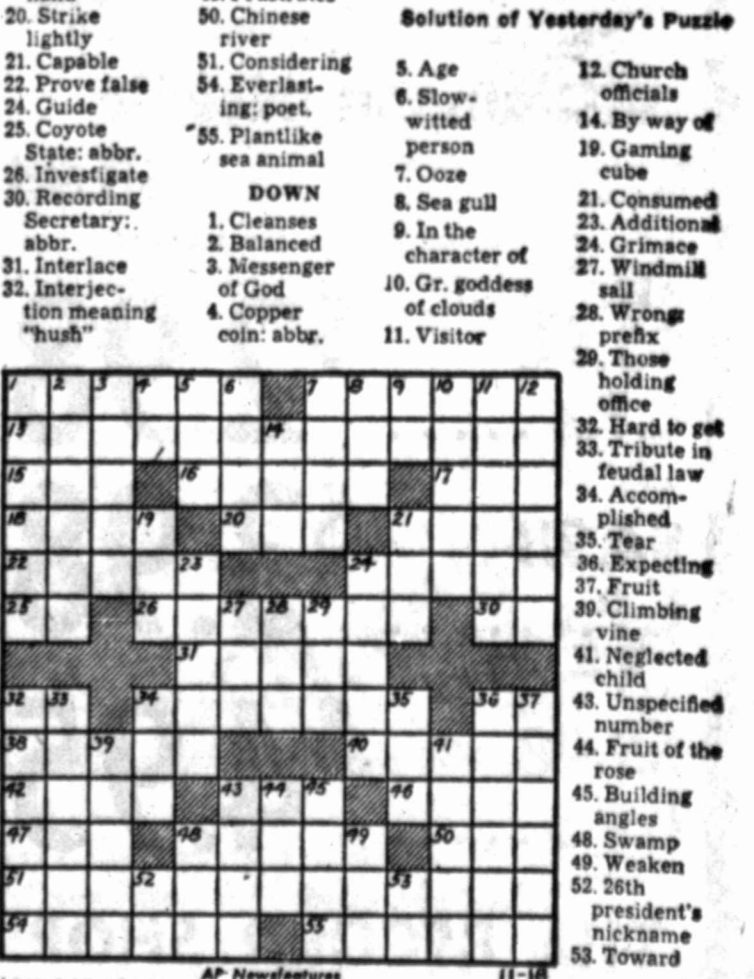 20. Strike
lightly
21. Capable
22. Prove false
24. Guide
25. Coyote
State: abbr.
26. Investigate
30. Recording
Secretary:
abbr.
31. Interlace
32. Interjec-
tion meaning
"hush"
50. Chinese
river
51. Considering
54. Everlast-
ing: poet.
55. Plantlike
sea animal
DOWN
1. Cleanses
2. Balanced
3. Messenger
of God
4. Copper
coin: abbr.
Solution of Yesterday's Puzzle
5. Age
6. Slow-
witted
person
7. Ooze
8. Sea gull
9. In the
character of
10. Gr. goddess
of clouds
11. Visitor
12. Church
officials
14. By way of
19. Gaming
cube
21. Consumed
23. Additional
24. Grimace
27. Windmill
sail
28. Wrong:
prefix
29. Those
holding
office
32. Hard to get
33. Tribute in
feudal law
34. Accom-
plished
35. Tear
36. Expecting
37. Fruit
39. Climbing
vine
41. Neglected
child
43. Unspecified
number
44. Fruit of the
rose
45. Building
angles
48. Swamp
49. Weaken
52. 26th
president's
nickname
53. Toward
1 2 3 4 5 6 7 8 9 10 11 12
13 14
15 16 17
18 19 20 21
22 23 24
25 26 27 28 29 30
31
32 33 34 35 36 37
38 39 40 41
42 43 44 45 46
47 48 49 50
51 52 53
54 55
AP Newsfeatures 11-18